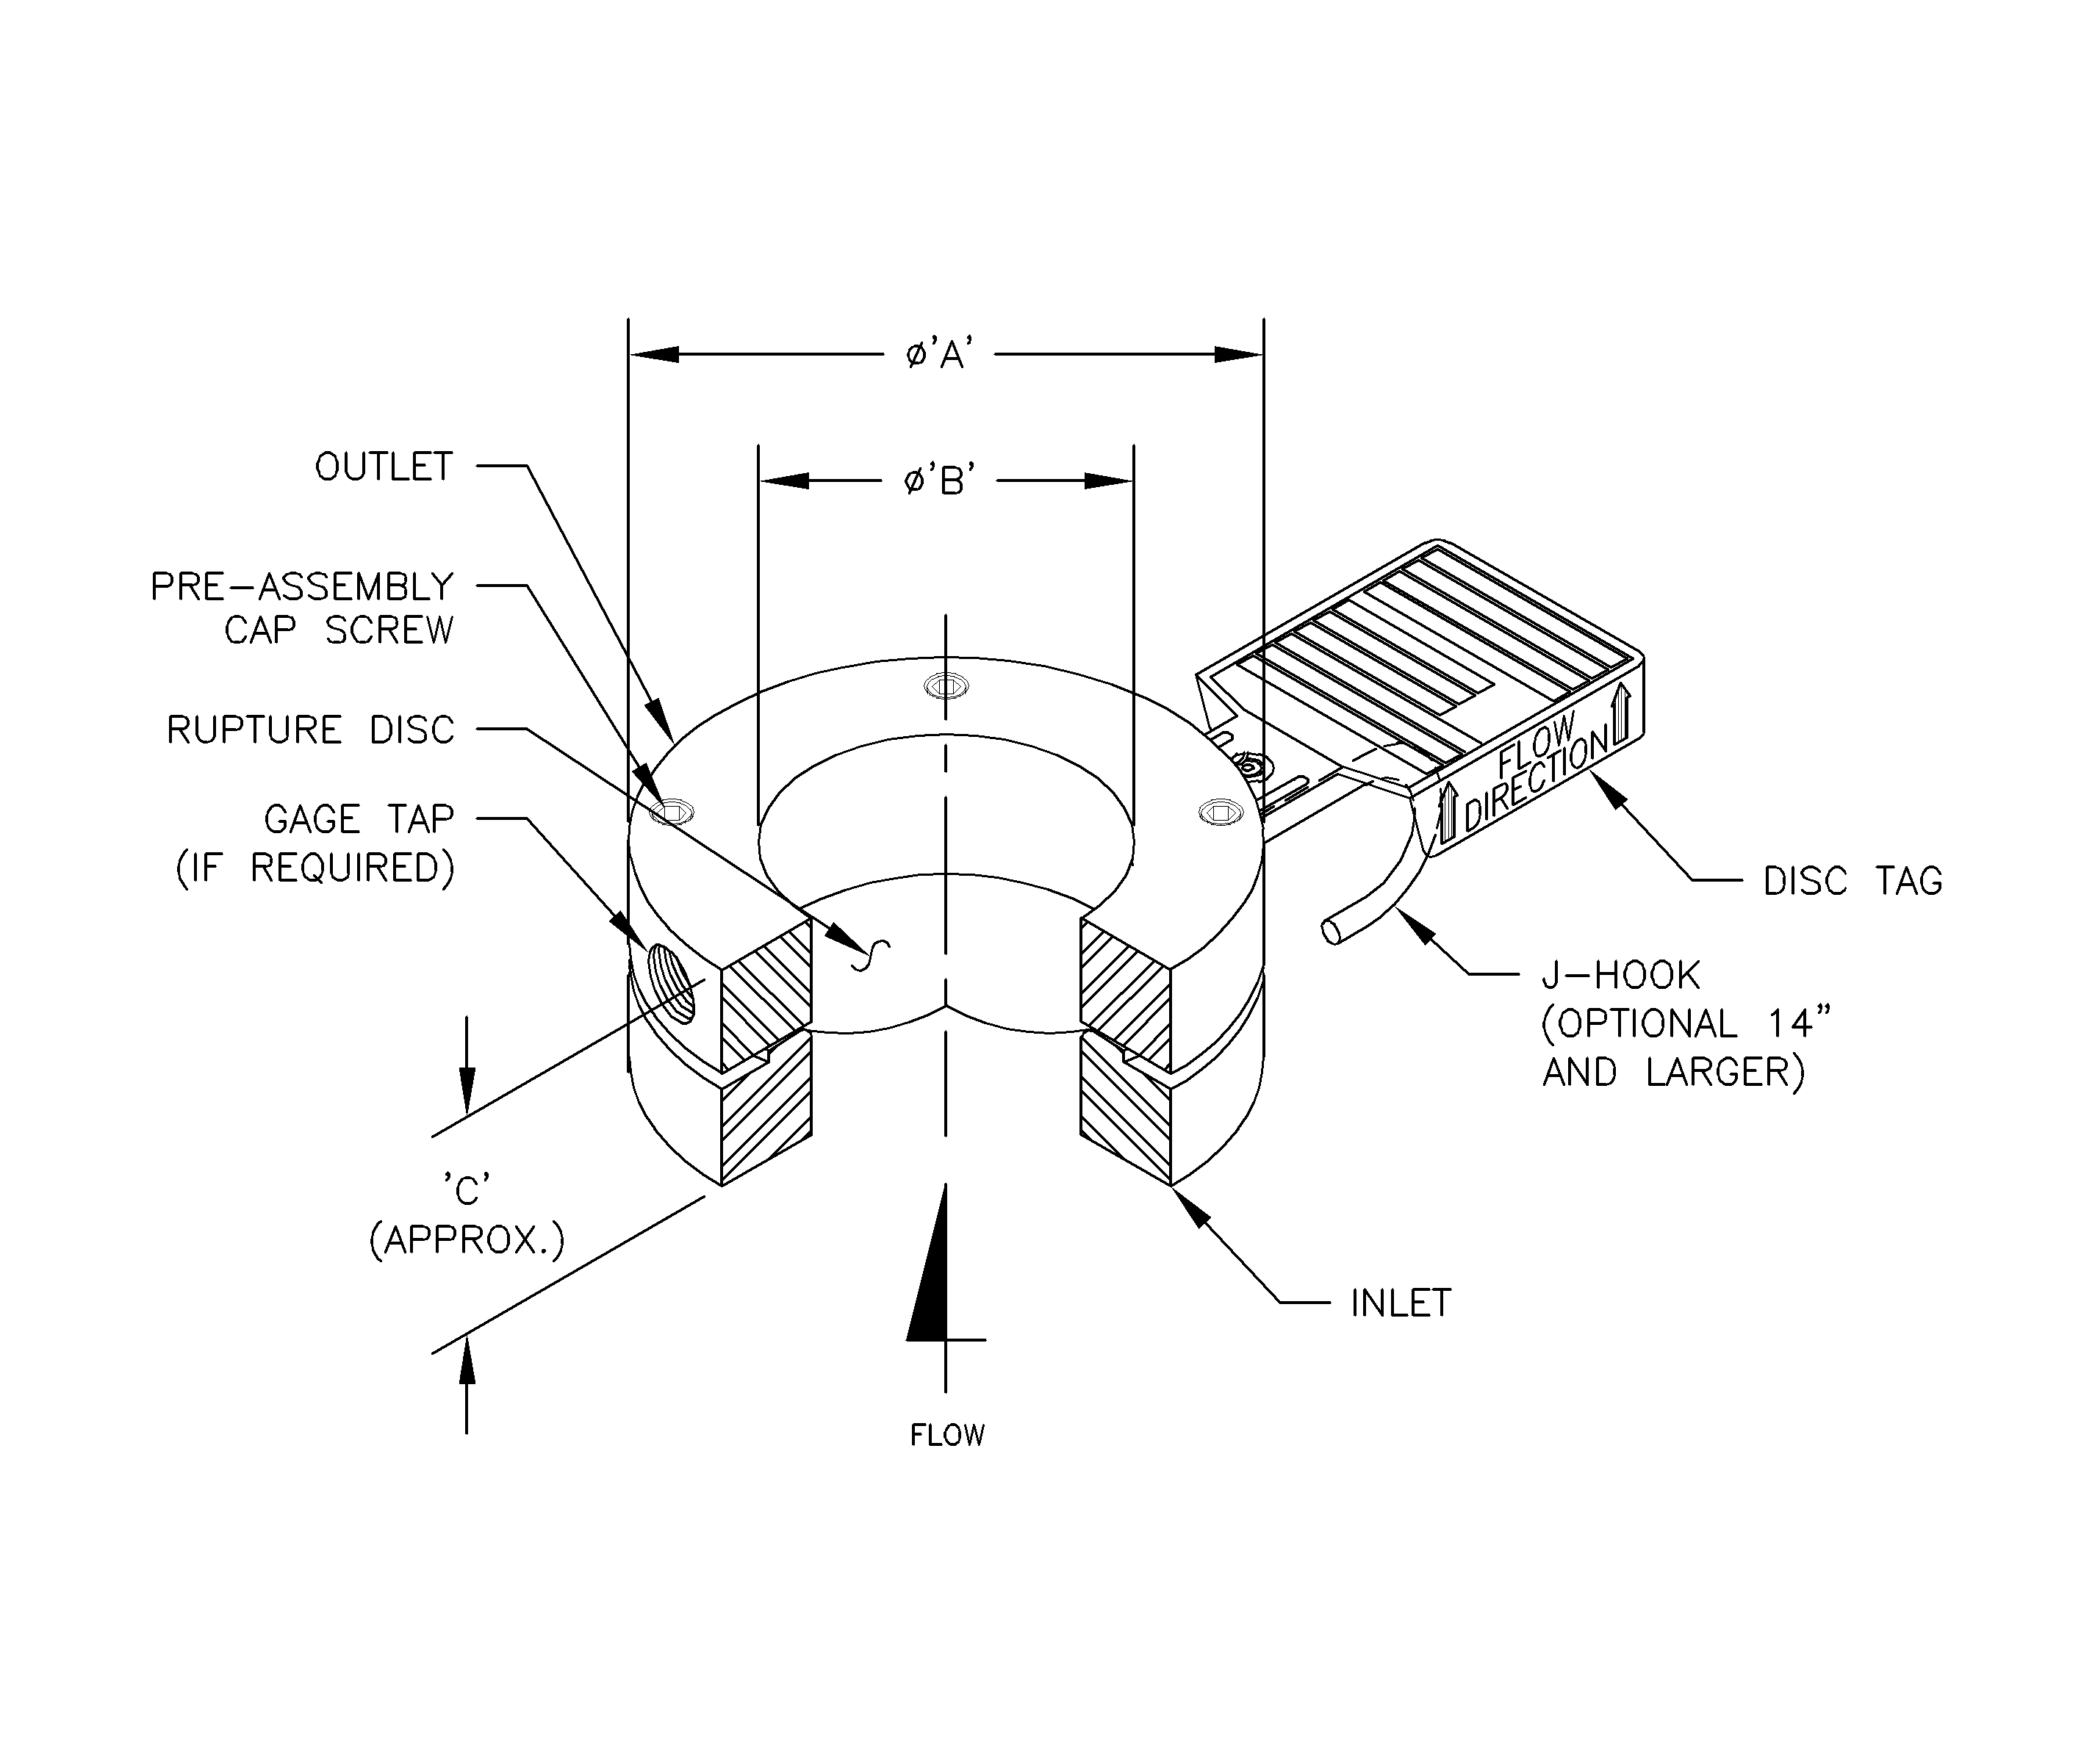 ø'A'
ø'B'
OUTLET
PRE-ASSEMBLY
CAP SCREW
RUPTURE DISC
GAGE TAP
(IF REQUIRED)
FLOW
DIRECTION
DISC TAG
J-HOOK
(OPTIONAL 14"
AND LARGER)
'C'
(APPROX.)
INLET
FLOW